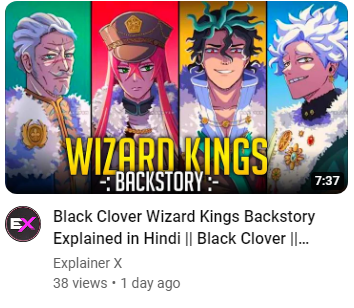 WIZARD KINGS
-: BACKSTORY :-
7:37
EX
Black Clover Wizard Kings Backstory
Explained in Hindi || Black Clover ||...
Explainer X
38 views • 1 day ago